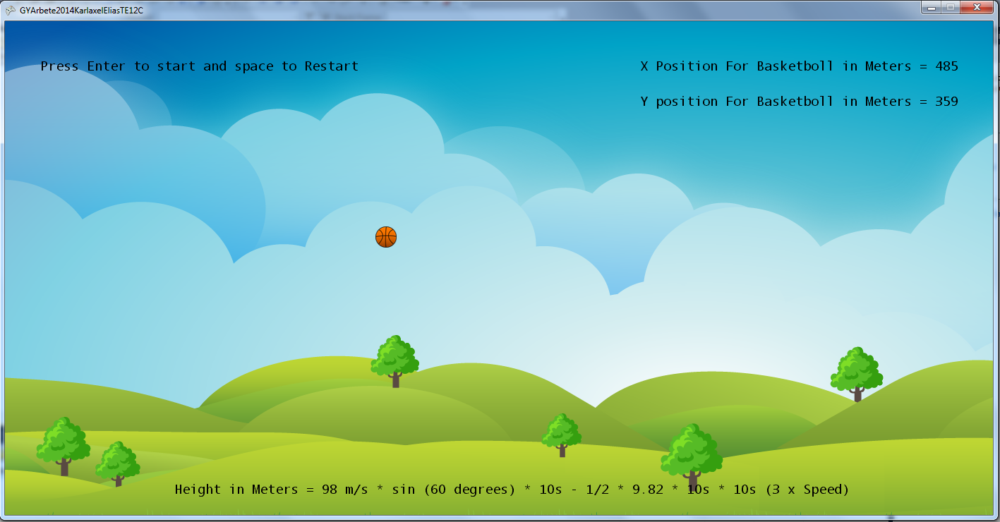 GYArbete2014KarlaxelEliasTE12C
Press Enter to start and space to Restart
X Position For Basketboll in Meters = 485
Y position For Basketboll in Meters = 359
Height in Meters = 98 m/s * sin (60 degrees) * 10s - 1/2 * 9.82 * 10s * 10s (3 x Speed)